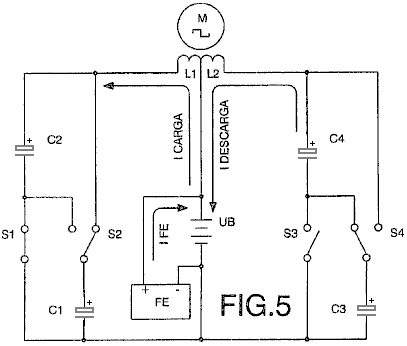 M
L1 L2
I CARGA
I DESCARGA
C2
C4
S1
S2
I FE
UB
S3
S4
+ -
FE
C1
FIG.5
C3
+
+
+
+